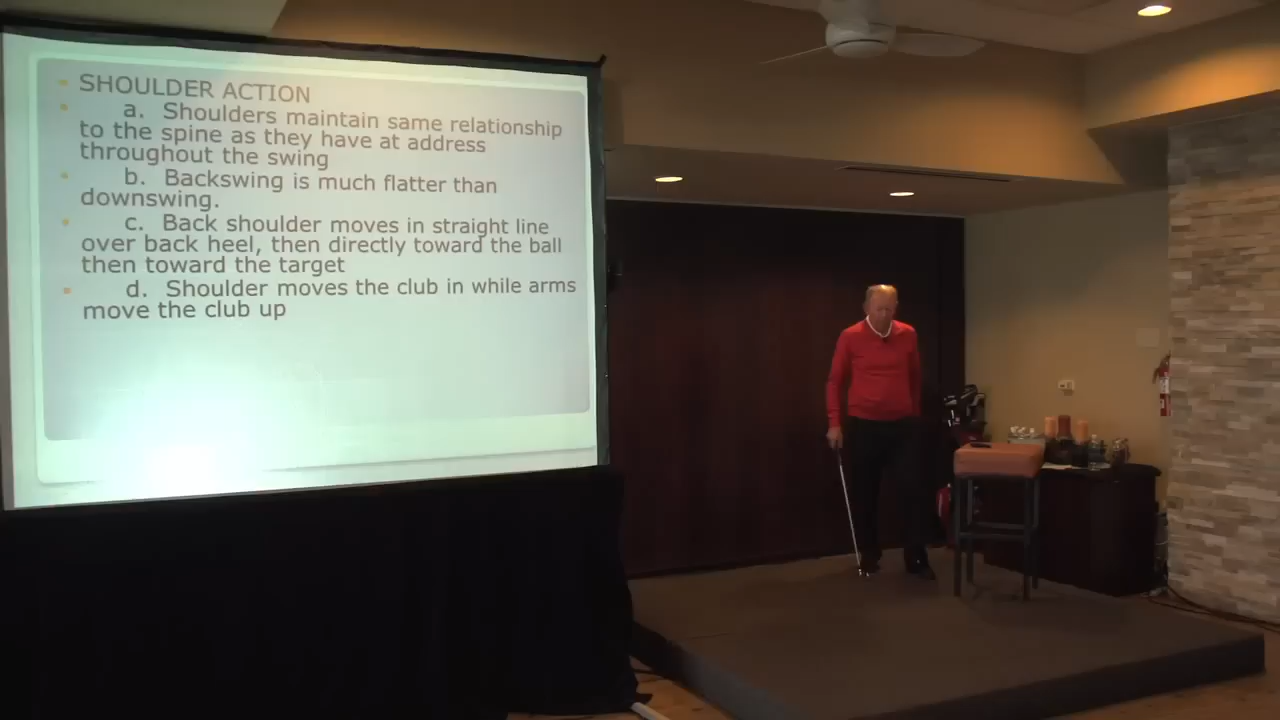 SHOULDER ACTION
a. Shoulders maintain same relationship
to the spine as they have at address
throughout the swing
b. Backswing is much flatter than
downswing.
c. Back shoulder moves in straight line
over back heel, then directly toward the ball
then toward the target
d. Shoulder moves the club in while arms
move the club up